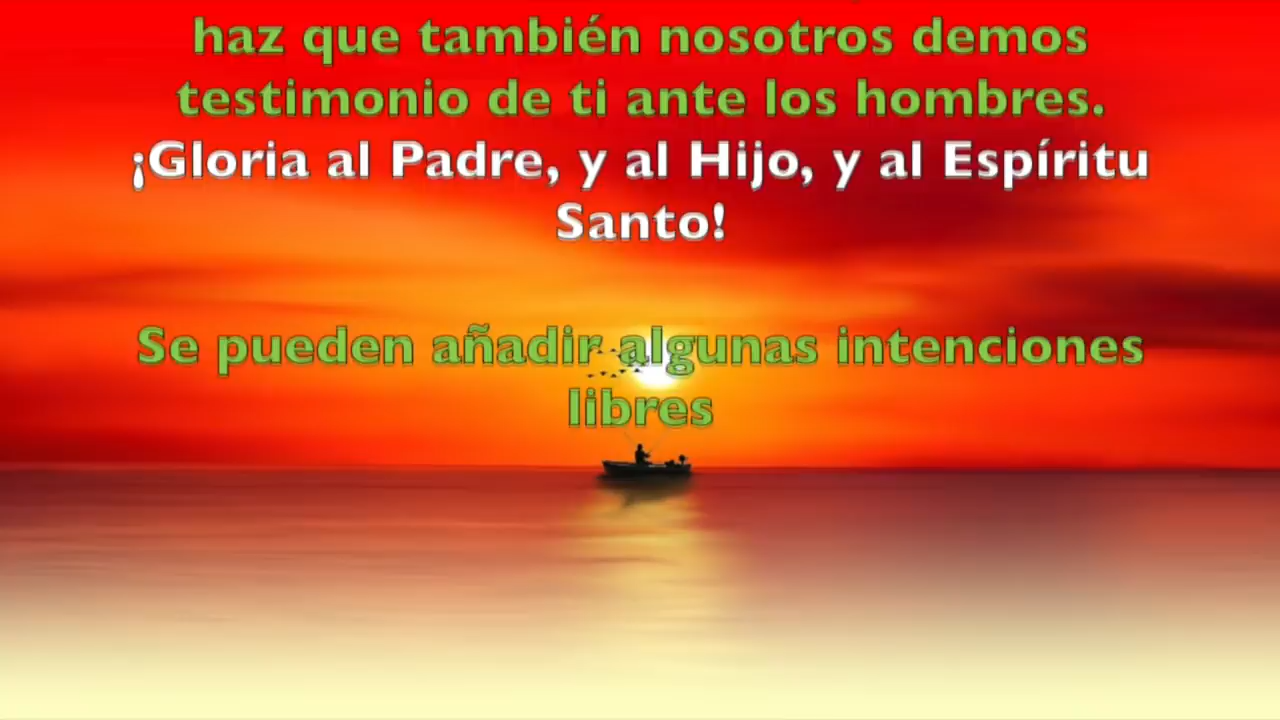 haz que también nosotros demos
testimonio de ti ante los hombres.
¡Gloria al Padre, y al Hijo, y al Espíritu
Santo!
Se pueden añadir algunas intenciones
libres